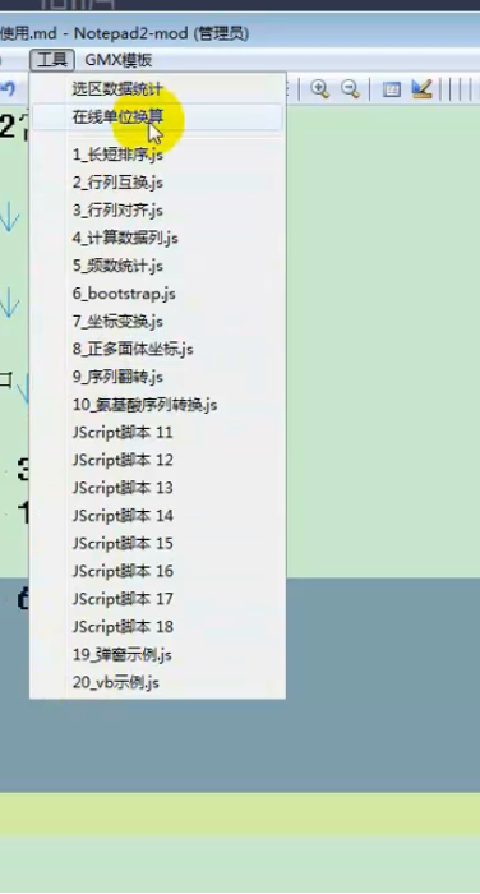 使用.md - Notepad2-mod (管理员)
工具 GMX模板
选区数据统计
在线单位换算
1_长短排序.js
2_行列互换.js
3_行列对齐.js
4_计算数据列.js
5_频数统计.js
6_bootstrap.js
7_坐标变换.js
8_正多面体坐标.js
9_序列翻转.js
10_氨基酸序列转换.js
JScript脚本 11
JScript脚本 12
JScript脚本 13
JScript脚本 14
JScript脚本 15
JScript脚本 16
JScript脚本 17
JScript脚本 18
19_弹窗示例.js
20_vb示例.js